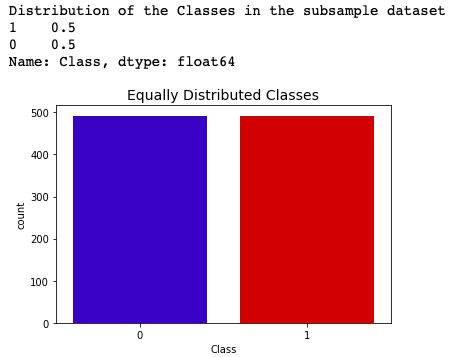 Distribution of the Classes in the subsample dataset
1    0.5
0    0.5
Name: Class, dtype: float64
Equally Distributed Classes
500
400
300
200
100
0
count
0 1
Class